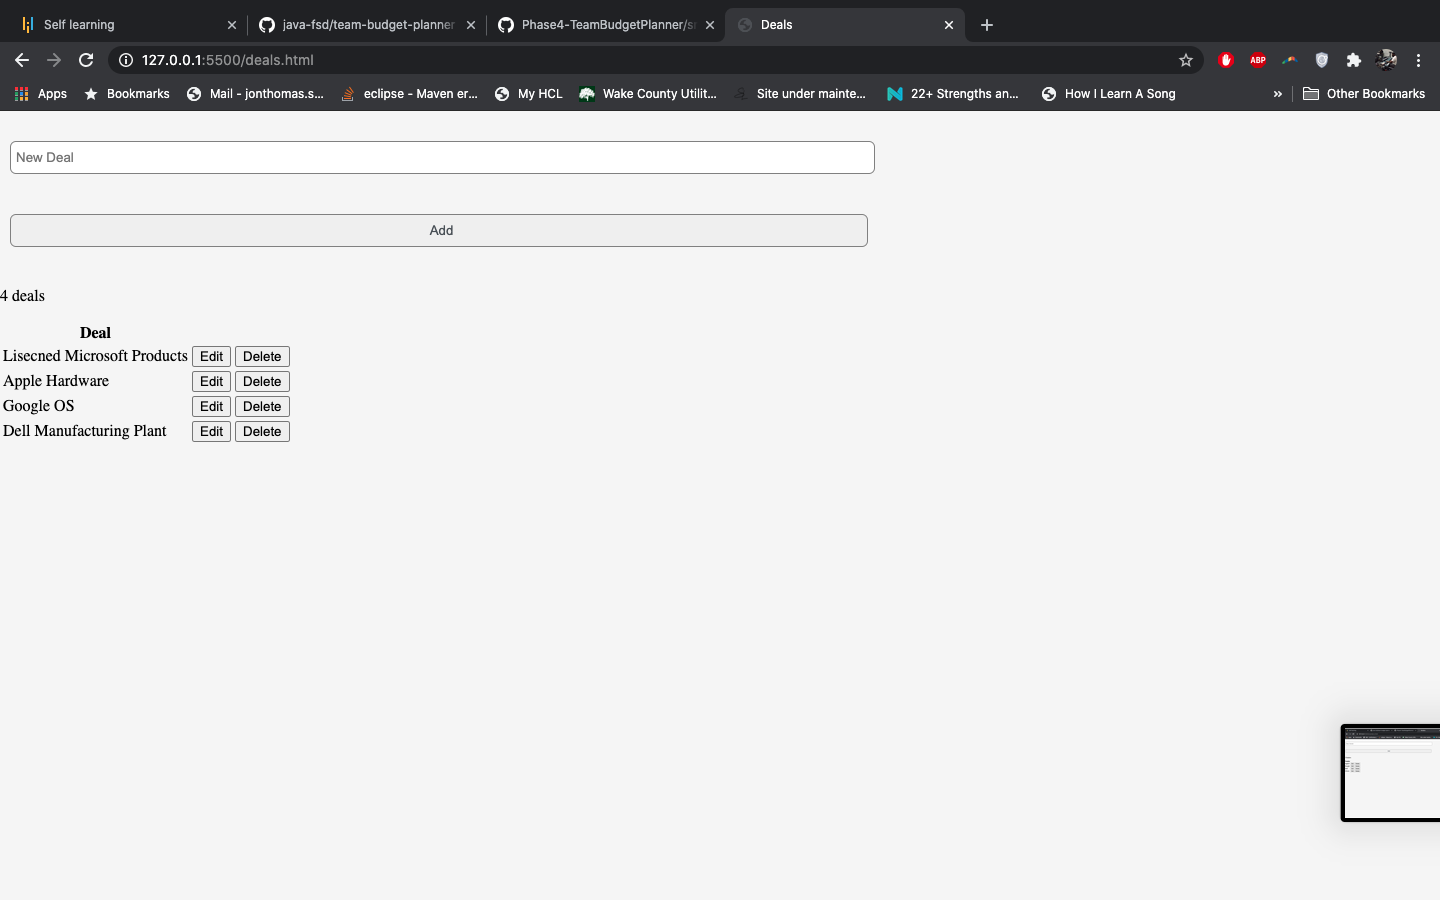 Self learning
java-fsd/team-budget-planner
Phase4-TeamBudgetPlanner/s
Deals
127.0.0.1:5500/deals.html
ABP
Apps
Bookmarks
Mail - jonthomas.s...
eclipse - Maven er...
My HCL
Wake County Utilit...
Site under mainte...
22+ Strengths an...
How I Learn A Song
»
Other Bookmarks
New Deal
Add
4 deals
Deal
Lisecned Microsoft Products Edit Delete
Apple Hardware Edit Delete
Google OS Edit Delete
Dell Manufacturing Plant Edit Delete